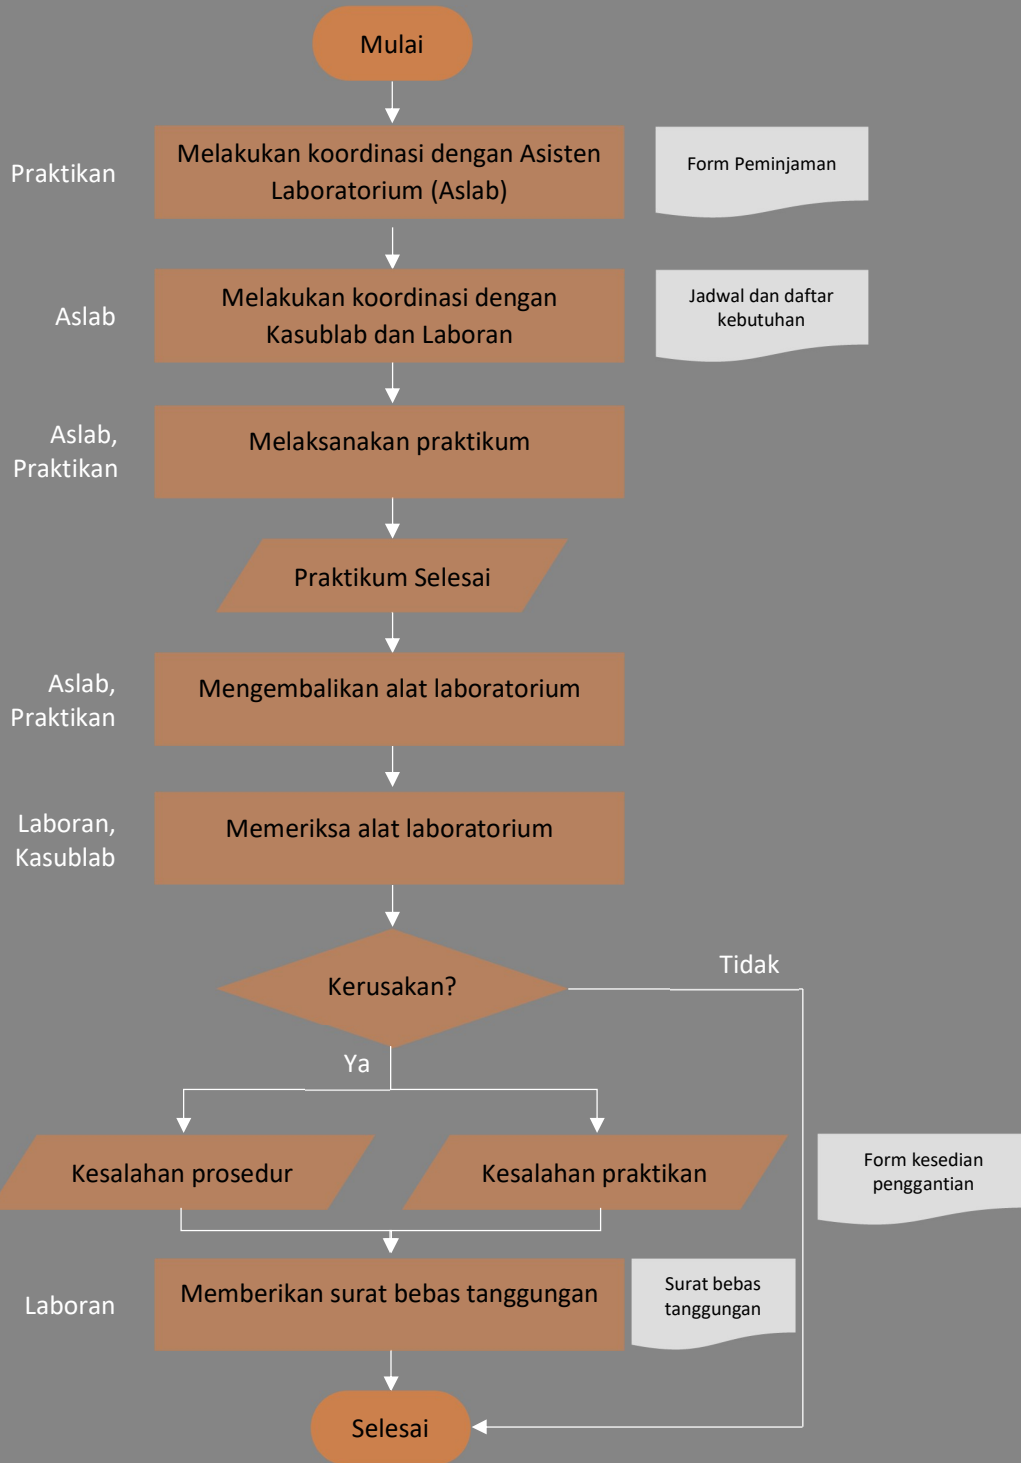 Mulai
Praktikan
Melakukan koordinasi dengan Asisten
Laboratorium (Aslab)
Form Peminjaman
Aslab
Melakukan koordinasi dengan
Kasublab dan Laboran
Jadwal dan daftar
kebutuhan
Aslab,
Praktikan
Melaksanakan praktikum
Praktikum Selesai
Aslab,
Praktikan
Mengembalikan alat laboratorium
Laboran,
Kasublab
Memeriksa alat laboratorium
Kerusakan?
Tidak
Ya
Kesalahan prosedur
Kesalahan praktikan
Form kesedian
penggantian
Laboran
Memberikan surat bebas tanggungan
Surat bebas
tanggungan
Selesai